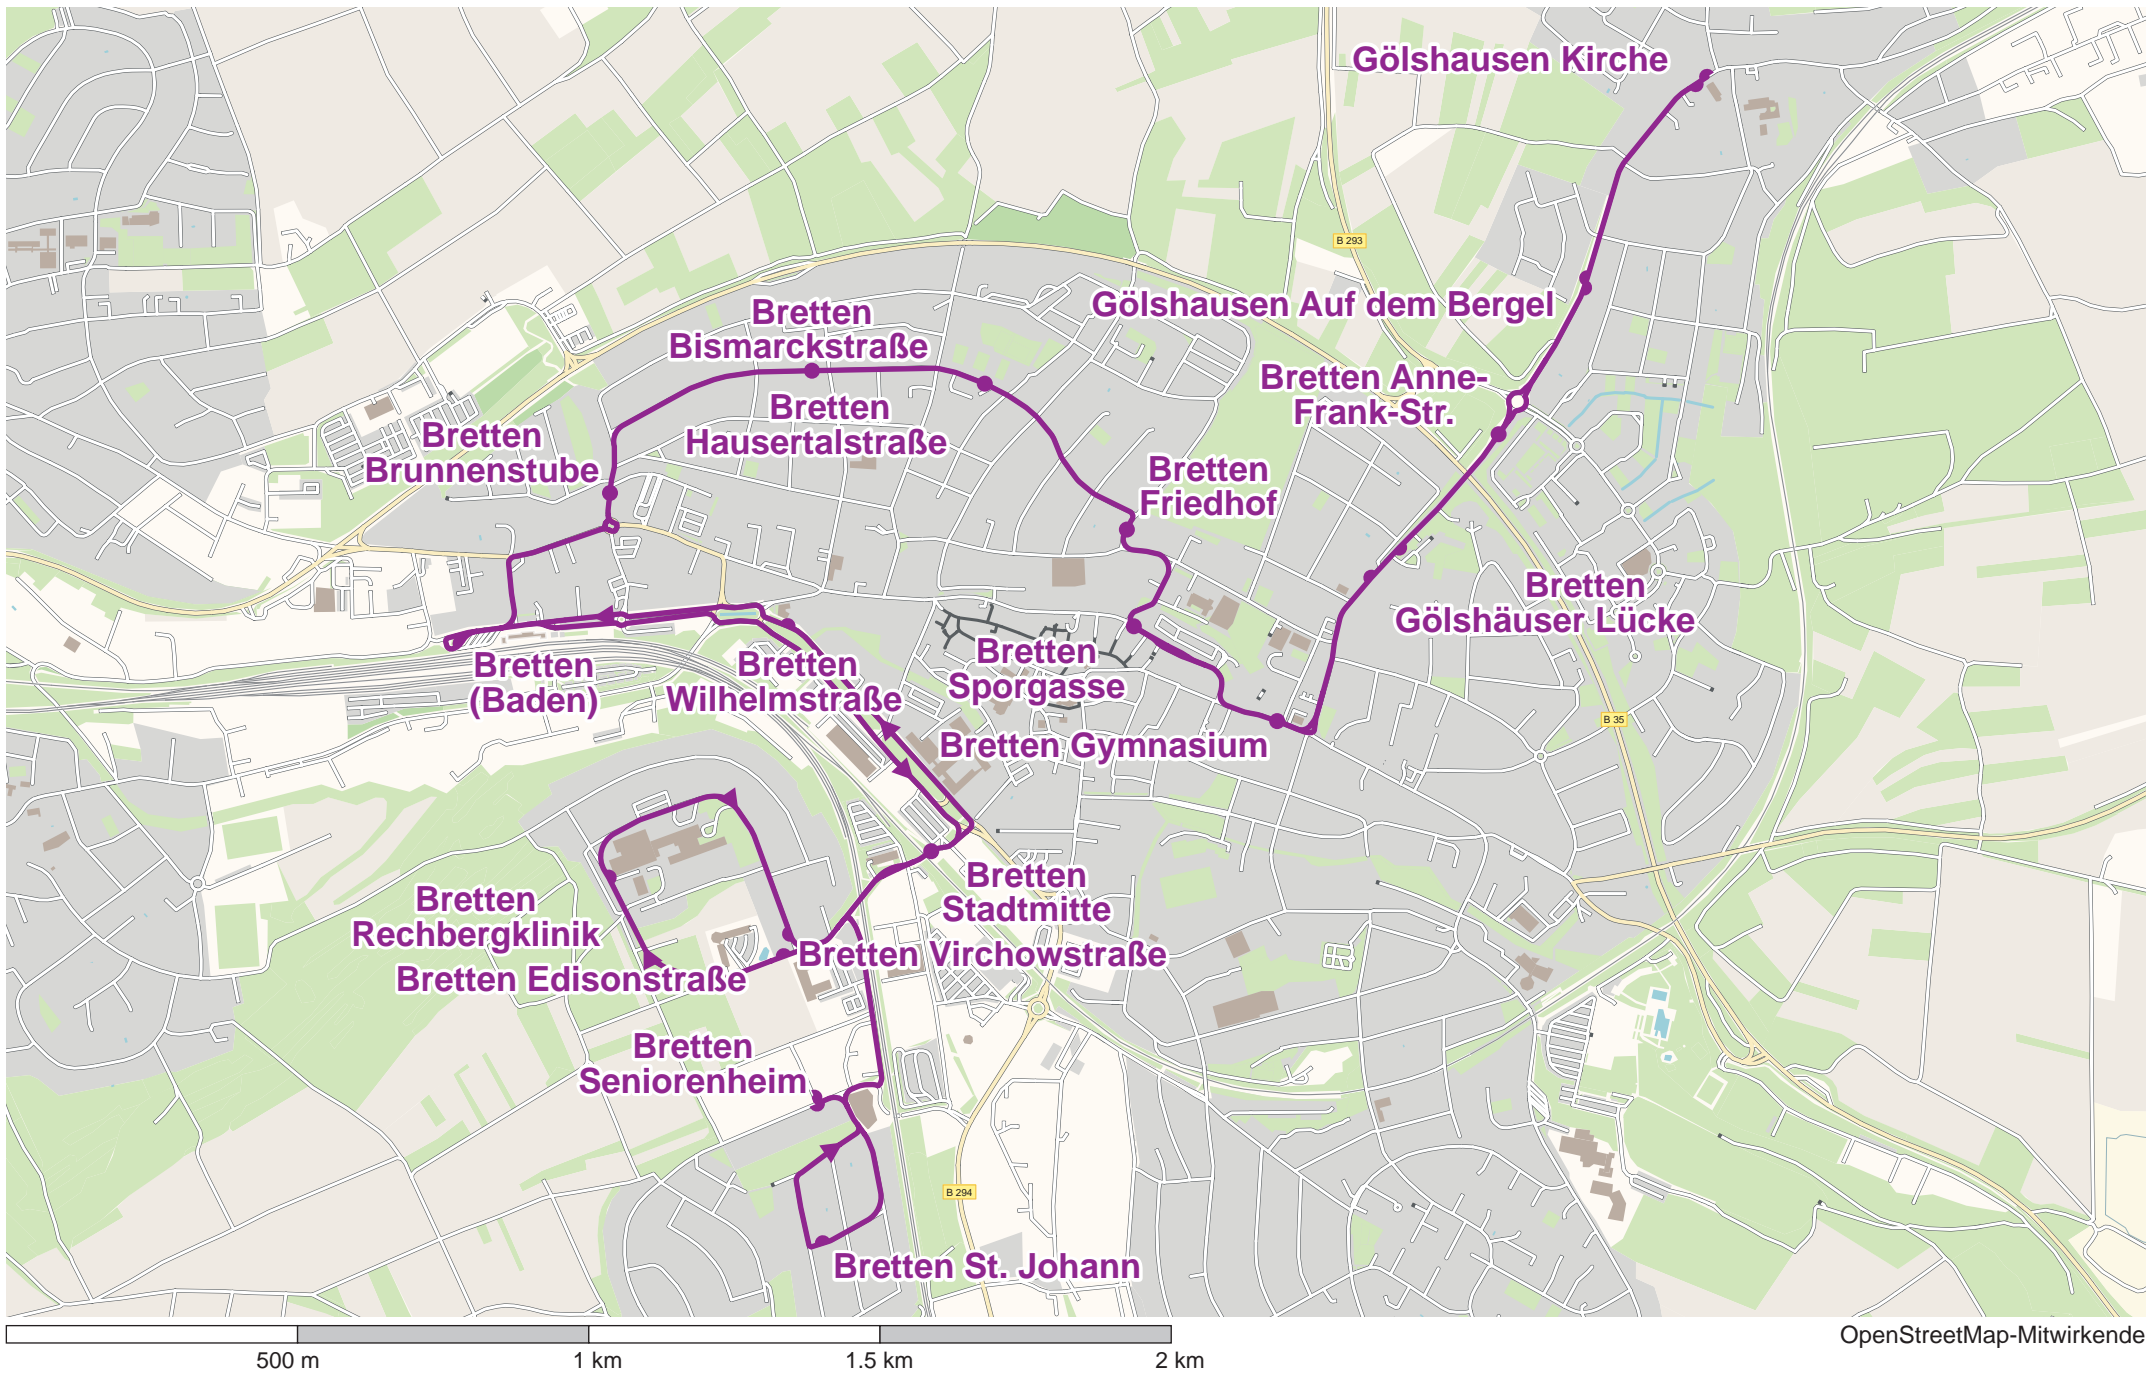 Gölshausen Kirche
B 293
Gölshausen Auf dem Bergel
Bretten
Bismarckstraße
Bretten Anne-
Frank-Str.
Bretten
Hausertalstraße
Bretten
Brunnenstube
Bretten
Friedhof
Bretten
Gölshäuser Lücke
Bretten
(Baden)
Bretten
Wilhelmstraße
Bretten
Sporgasse
B 35
Bretten Gymnasium
Bretten
Stadtmitte
Bretten
Rechbergklinik
Bretten Virchowstraße
Bretten Edisonstraße
Bretten
Seniorenheim
B 294
Bretten St. Johann
OpenStreetMap-Mitwirkende
500 m
1 km
1.5 km
2 km